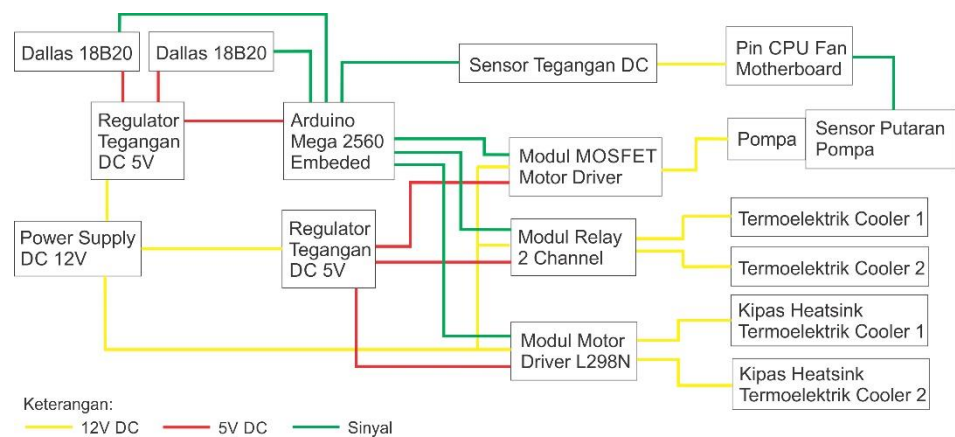 Dallas 18B20
Dallas 18B20
Sensor Tegangan DC
Pin CPU Fan
Motherboard
Regulator
Tegangan
DC 5V
Arduino
Mega 2560
Embeded
Modul MOSFET
Motor Driver
Pompa
Sensor Putaran
Pompa
Power Supply
DC 12V
Regulator
Tegangan
DC 5V
Modul Relay
2 Channel
Termoelektrik Cooler 1
Termoelektrik Cooler 2
Modul Motor
Driver L298N
Kipas Heatsink
Termoelektrik Cooler 1
Kipas Heatsink
Termoelektrik Cooler 2
Keterangan:
12V DC
5V DC
Sinyal